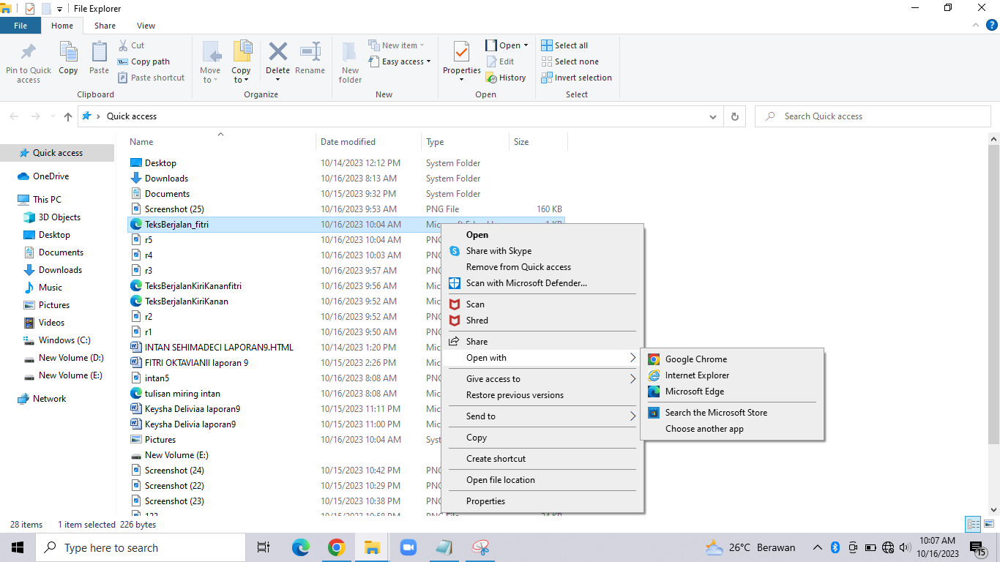 File Explorer
File Home Share View
Pin to Quick access
Copy
Paste
Cut
Copy path
Paste shortcut
Clipboard
Move to
Copy to
Delete
Rename
Organize
New folder
New item
Easy access
New
Properties
Open
Edit
History
Open
Select all
Select none
Invert selection
Select
Quick access
Search Quick access
Quick access
OneDrive
This PC
3D Objects
Desktop
Documents
Downloads
Music
Pictures
Videos
Windows (C:)
New Volume (D:)
New Volume (E:)
Network
Name Date modified Type Size
Desktop 10/14/2023 12:12 PM System Folder
Downloads 10/16/2023 8:13 AM System Folder
Documents 10/15/2023 9:32 PM System Folder
Screenshot (25) 10/16/2023 9:53 AM PNG File 160 KB
TeksBerjalan_fitri 10/16/2023 10:04 AM
r5 10/16/2023 10:04 AM PNG
r4 10/16/2023 10:03 AM PNG
r3 10/16/2023 9:57 AM PNG
TeksBerjalanKiriKananfitri 10/16/2023 9:56 AM Mic
TeksBerjalanKiriKanan 10/16/2023 9:52 AM Mic
r2 10/16/2023 9:52 AM PNG
r1 10/16/2023 9:50 AM PNG
INTAN SEHIMADECI LAPORAN9.HTML 10/14/2023 1:20 PM Mic
FITRI OKTAVIANII laporan 9 10/15/2023 2:26 PM Mic
intan5 10/16/2023 8:08 AM PNG
tulisan miring intan 10/16/2023 8:08 AM Mic
Keysha Deliviaa laporan9 10/15/2023 11:11 PM Mic
Keysha Delivia laporan9 10/15/2023 11:00 PM Mic
Pictures 10/16/2023 10:04 AM Syst
New Volume (E:)
Screenshot (24) 10/15/2023 10:42 PM PNG
Screenshot (22) 10/15/2023 10:29 PM PNG
Screenshot (23) 10/15/2023 10:38 PM PNG
Open
Share with Skype
Remove from Quick access
Scan with Microsoft Defender...
Scan
Shred
Share
Open with
Give access to
Restore previous versions
Send to
Copy
Create shortcut
Open file location
Properties
Google Chrome
Internet Explorer
Microsoft Edge
Search the Microsoft Store
Choose another app
28 items 1 item selected 226 bytes
Type here to search
26°C Berawan
10:07 AM
10/16/2023
15